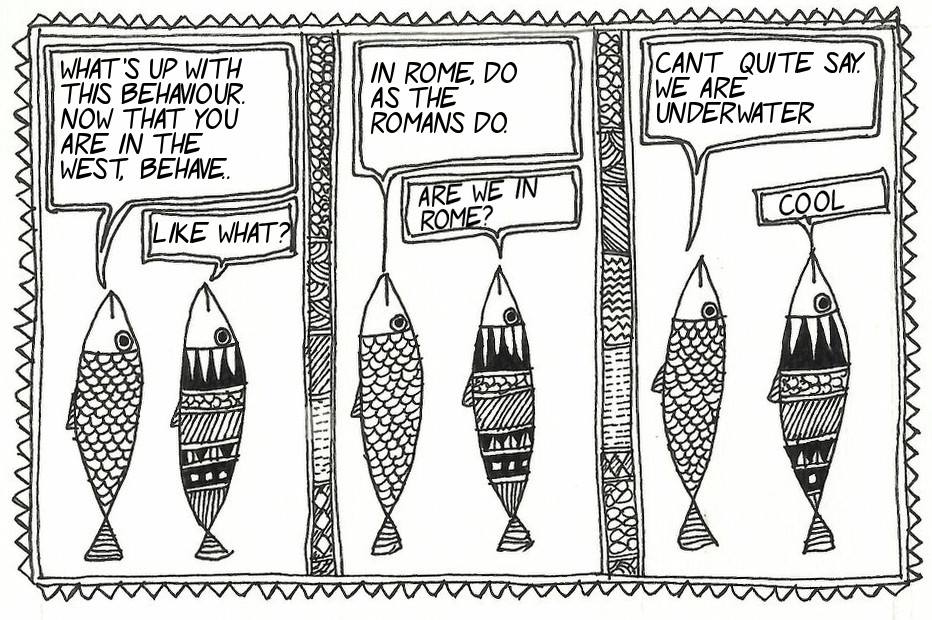 WHAT'S UP WITH
THIS BEHAVIOUR.
NOW THAT YOU
ARE IN THE
WEST, BEHAVE..
LIKE WHAT?
IN ROME, DO
AS THE
ROMANS DO.
ARE WE IN
ROME?
CANT QUITE SAY.
WE ARE
UNDERWATER
COOL